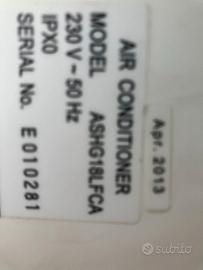 AIR CONDITIONER
MODEL ASHG18LFCA
230 V ~ 50 Hz
IPX0
SERIAL No. E 010281
Apr. 2013
subito